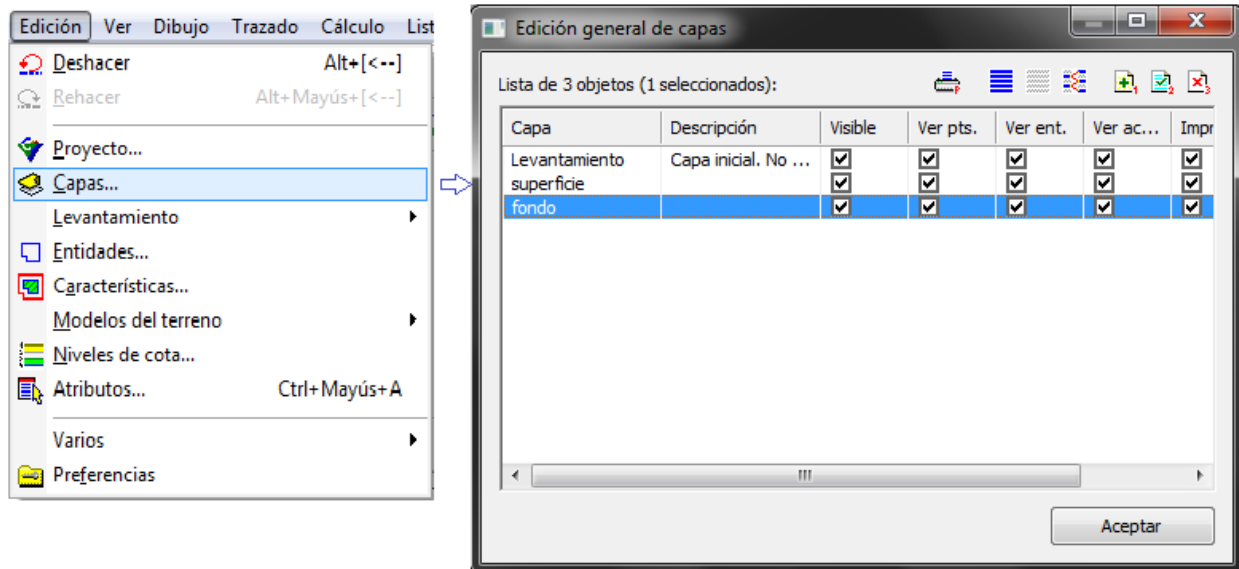 Edición Ver Dibujo Trazado Cálculo List
Deshacer Alt+[<--]
Rehacer Alt+Mayús+[<--]
Proyecto...
Capas...
Levantamiento
Entidades...
Características...
Modelos del terreno
Niveles de cota...
Atributos... Ctrl+Mayús+A
Varios
Preferencias
Edición general de capas
Lista de 3 objetos (1 seleccionados):
Capa Descripción Visible Ver pts. Ver ent. Ver ac... Impr
Levantamiento Capa inicial. No ...
superficie
fondo
Aceptar